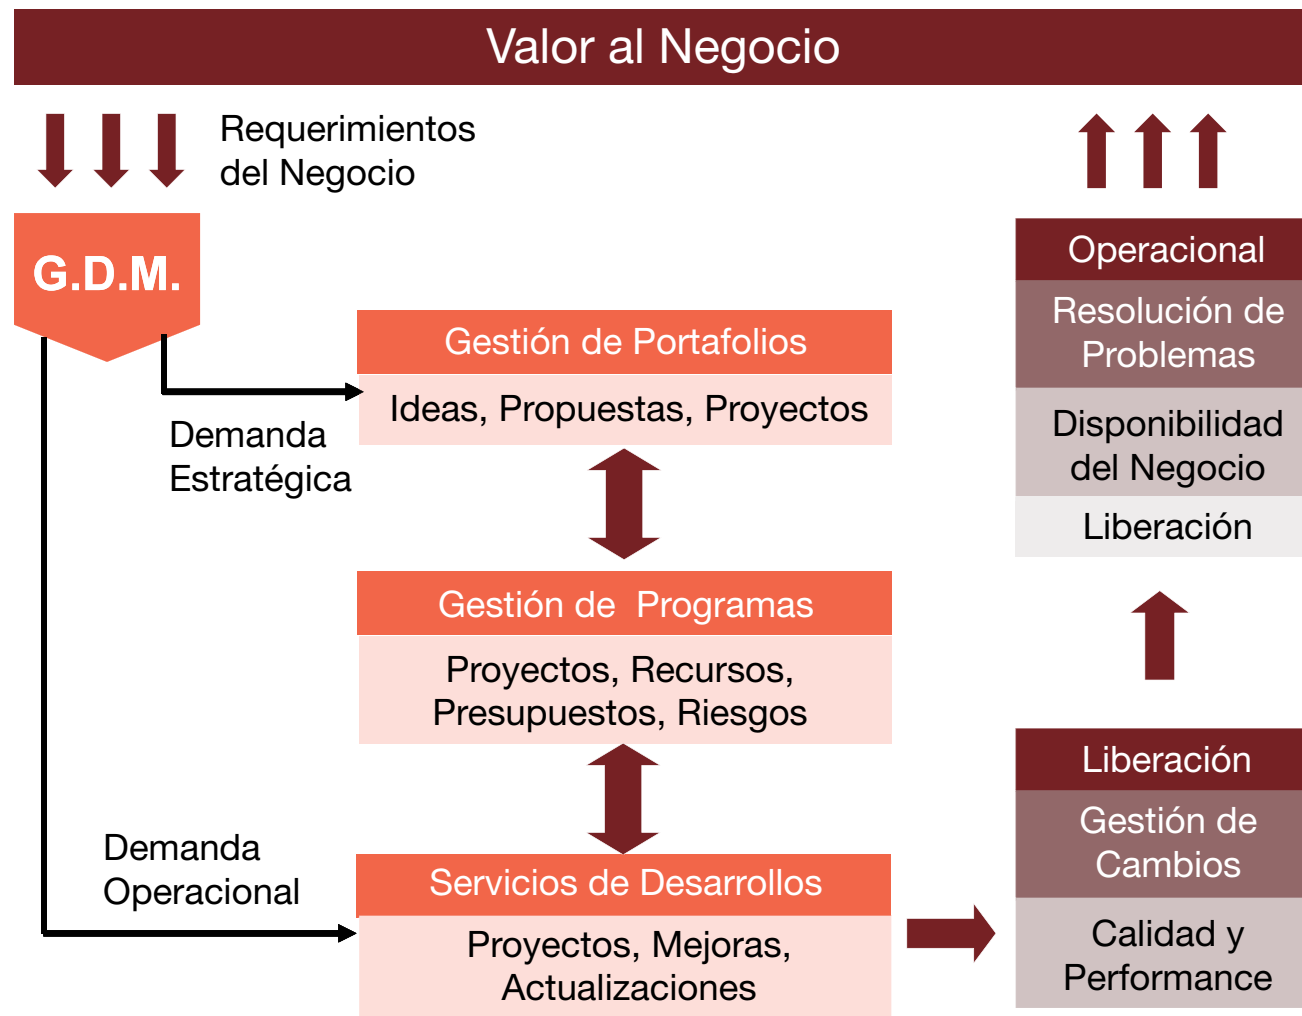 Valor al Negocio
Requerimientos
del Negocio
G.D.M.
Demanda
Estratégica
Gestión de Portafolios
Ideas, Propuestas, Proyectos
Gestión de Programas
Proyectos, Recursos,
Presupuestos, Riesgos
Demanda
Operacional
Servicios de Desarrollos
Proyectos, Mejoras,
Actualizaciones
Operacional
Resolución de
Problemas
Disponibilidad
del Negocio
Liberación
Liberación
Gestión de
Cambios
Calidad y
Performance